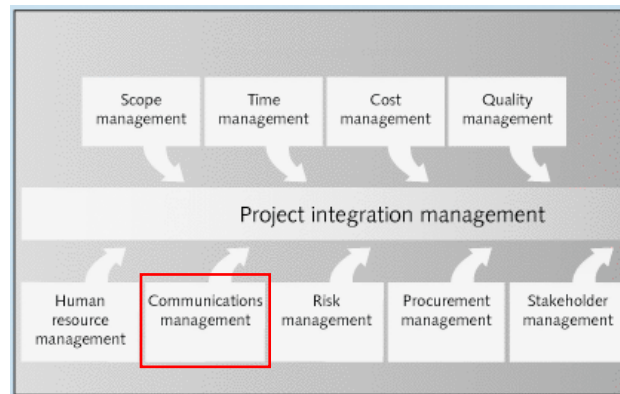 Scope
management
Time
management
Cost
management
Quality
management
Project integration management
Human
resource
management
Communications
management
Risk
management
Procurement
management
Stakeholder
management